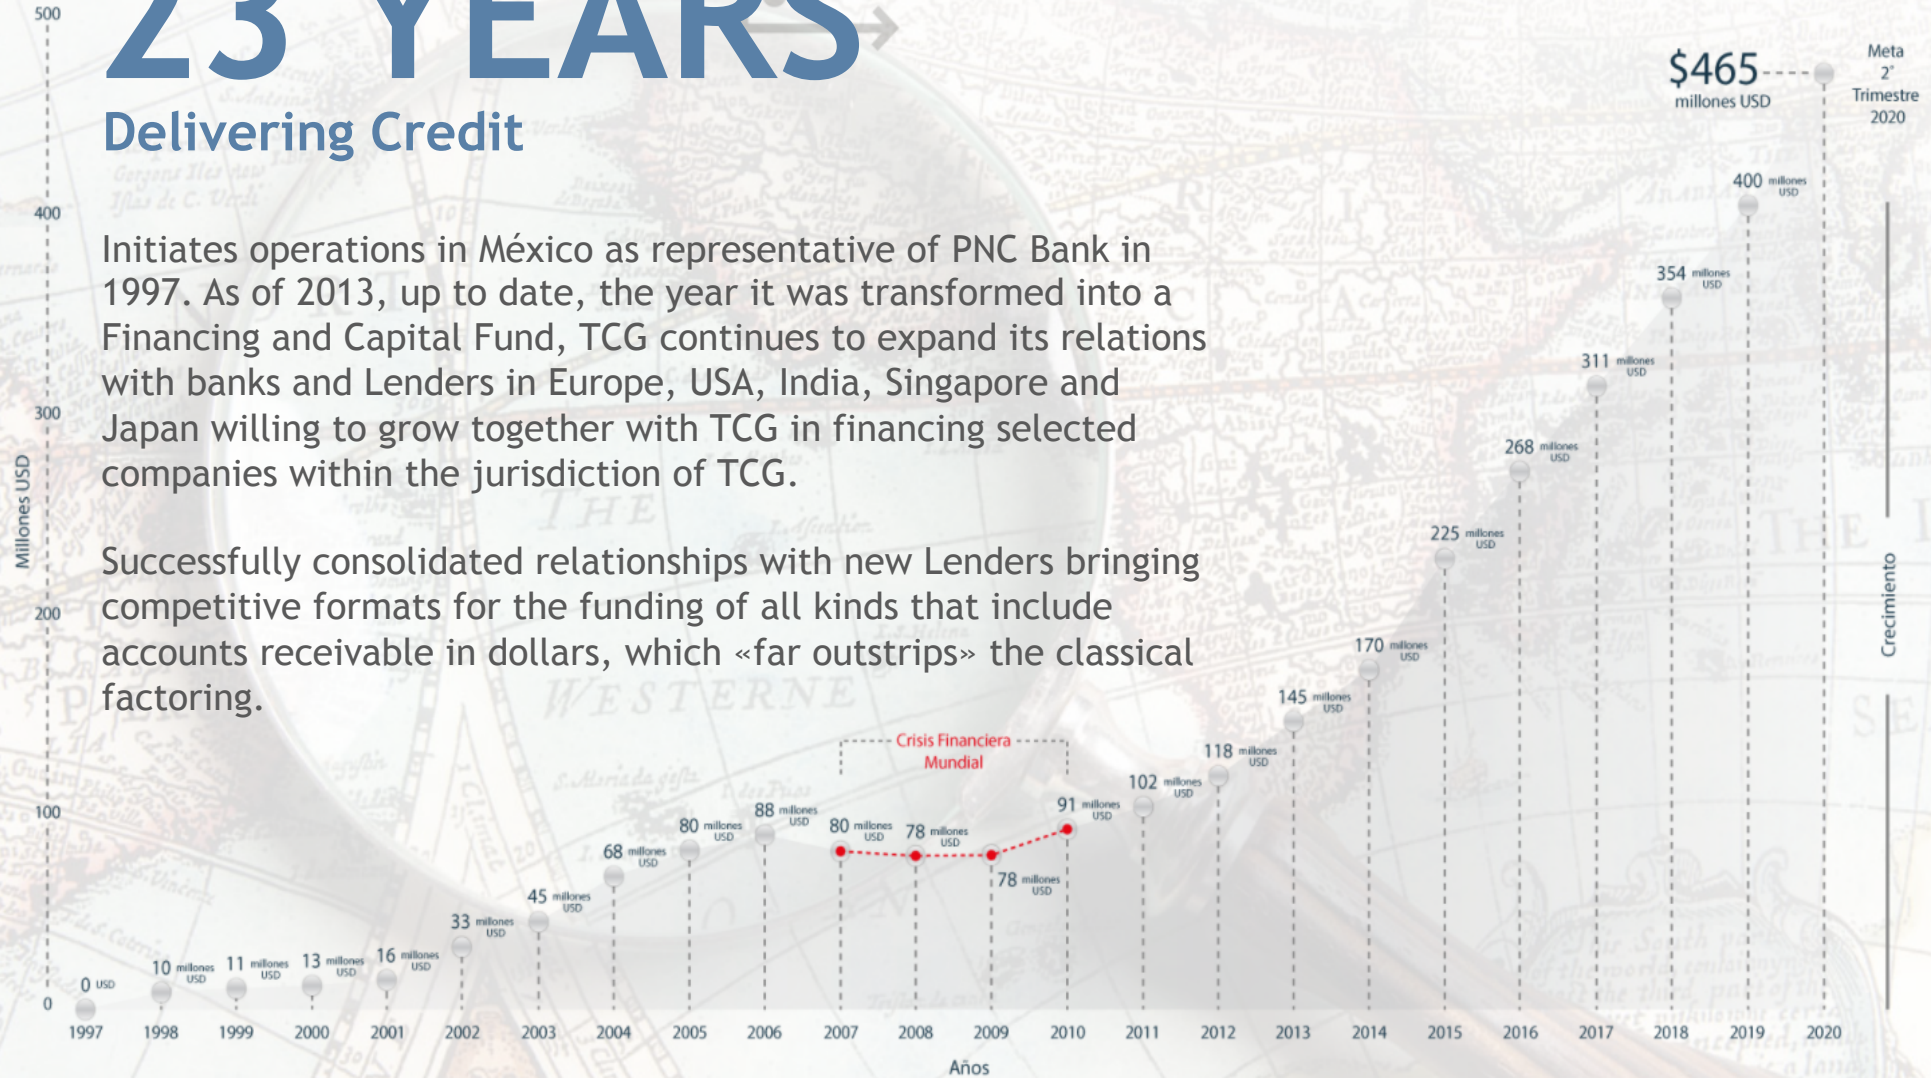 23 YEARS
Delivering Credit
Initiates operations in México as representative of PNC Bank in
1997. As of 2013, up to date, the year it was transformed into a
Financing and Capital Fund, TCG continues to expand its relations
with banks and Lenders in Europe, USA, India, Singapore and
Japan willing to grow together with TCG in financing selected
companies within the jurisdiction of TCG.
Successfully consolidated relationships with new Lenders bringing
competitive formats for the funding of all kinds that include
accounts receivable in dollars, which «far outstrips» the classical
factoring.
Millones USD
500
400
300
200
100
0
0 USD
10 millones USD
11 millones USD
13 millones USD
16 millones USD
33 millones USD
45 millones USD
68 millones USD
80 millones USD
88 millones USD
Crisis Financiera
Mundial
80 millones USD
78 millones USD
78 millones USD
91 millones USD
102 millones USD
118 millones USD
145 millones USD
170 millones USD
225 millones USD
268 millones USD
311 millones USD
354 millones USD
400 millones USD
$465
millones USD
Meta
2°
Trimestre
2020
Crecimiento
1997 1998 1999 2000 2001 2002 2003 2004 2005 2006 2007 2008 2009 2010 2011 2012 2013 2014 2015 2016 2017 2018 2019 2020
Años
THE
WESTERNE